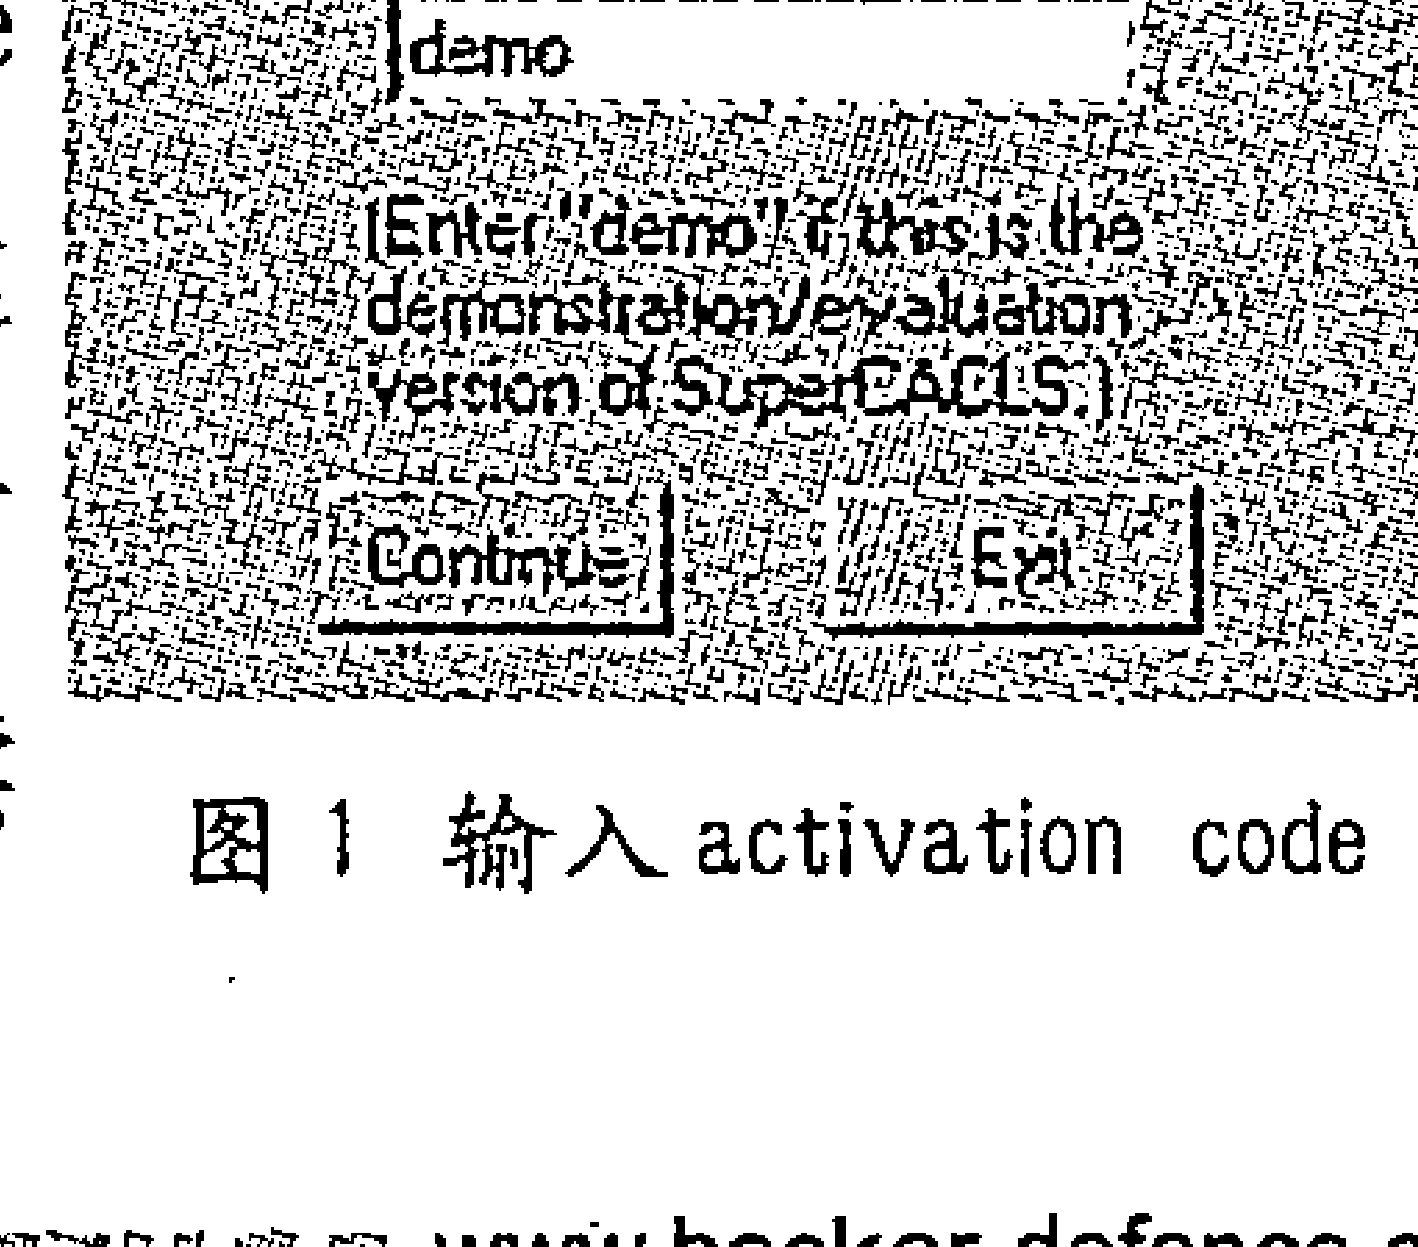 demo
(Enter "demo" if this is the
demonstration/evaluation
version of SuperCACLS.)
Continue
Exit
图 1 输入 activation code